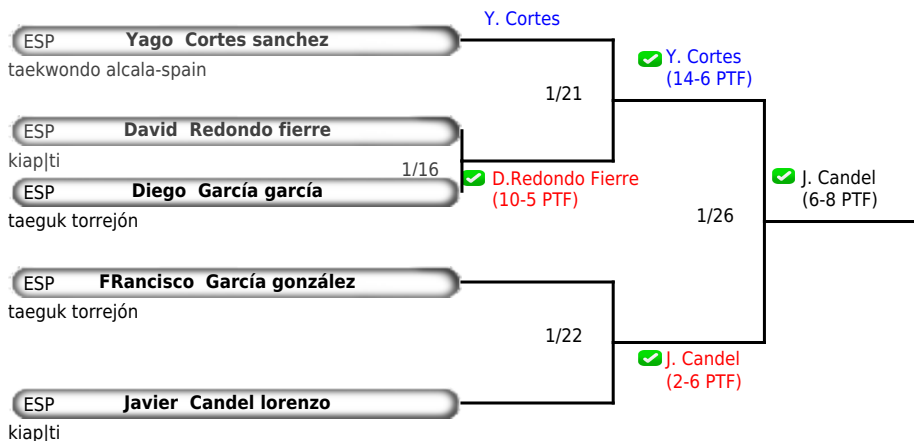 Y. Cortes
ESP Yago Cortes sanchez
taekwondo alcala-spain
Y. Cortes
(14-6 PTF)
1/21
ESP David Redondo fierre
kiap|ti
1/16
D.Redondo Fierre
(10-5 PTF)
ESP Diego García garcía
taeguk torrejón
J. Candel
(6-8 PTF)
1/26
ESP FRancisco García gonzález
taeguk torrejón
1/22
J. Candel
(2-6 PTF)
ESP Javier Candel lorenzo
kiap|ti